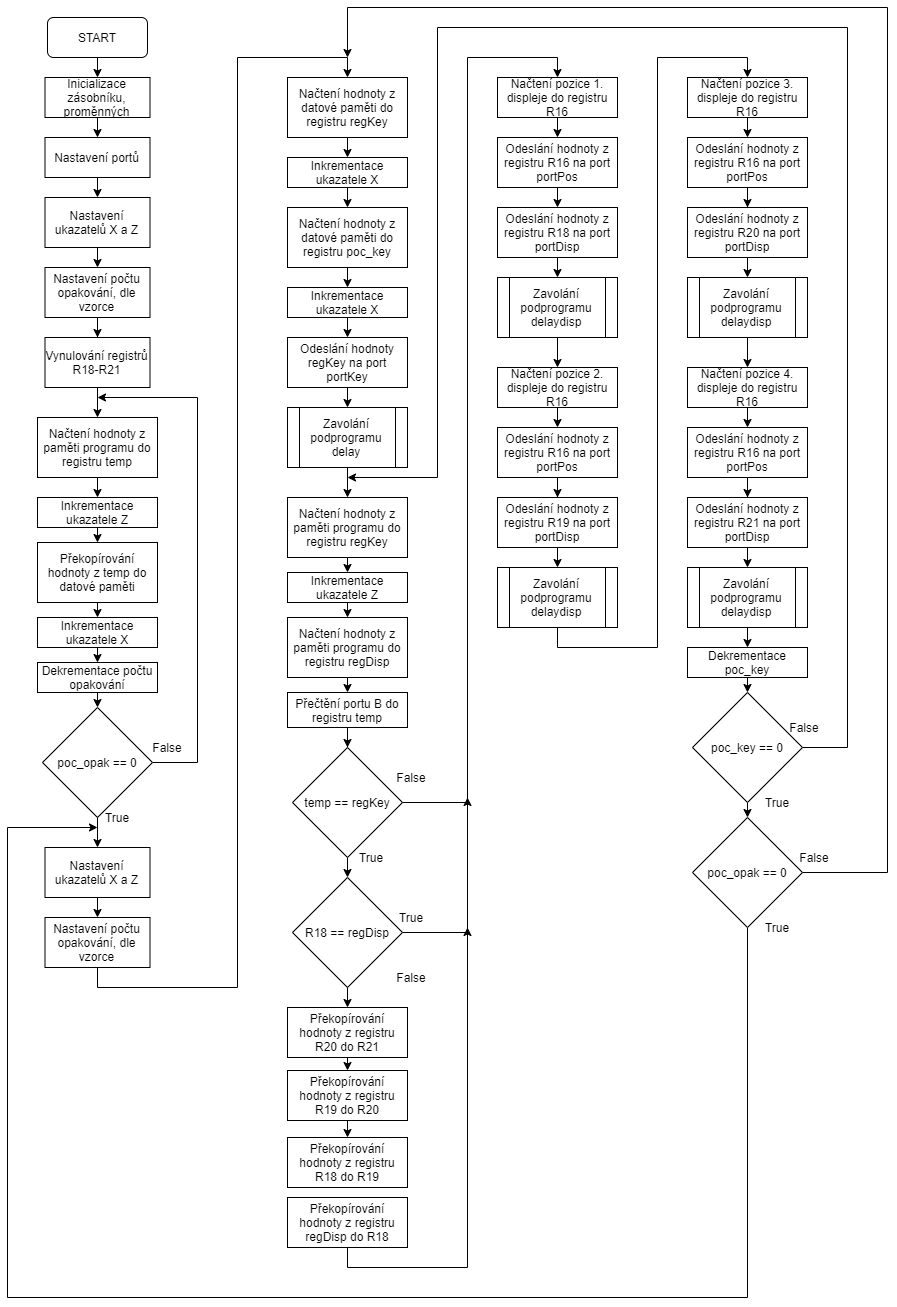 START
Inicializace
zásobníku,
proměnných
Nastavení portů
Nastavení
ukazatelů X a Z
Nastavení počtu
opakování, dle
vzorce
Vynulování registrů
R18-R21
Načtení hodnoty z
paměti programu do
registru temp
Inkrementace
ukazatele Z
Překopírování
hodnoty z temp do
datové paměti
Inkrementace
ukazatele X
Dekrementace počtu
opakování
poc_opak == 0
False
True
Nastavení
ukazatelů X a Z
Nastavení počtu
opakování, dle
vzorce
Načtení hodnoty z
datové paměti do
registru regKey
Inkrementace
ukazatele X
Načtení hodnoty z
datové paměti do
registru poc_key
Inkrementace
ukazatele X
Odeslání hodnoty
regKey na port
portKey
Zavolání
podprogramu
delay
Načtení hodnoty z
paměti programu do
registru regKey
Inkrementace
ukazatele Z
Načtení hodnoty z
paměti programu do
registru regDisp
Přečtění portu B do
registru temp
temp == regKey
False
True
R18 == regDisp
True
False
Překopírování
hodnoty z registru
R20 do R21
Překopírování
hodnoty z registru
R19 do R20
Překopírování
hodnoty z registru
R18 do R19
Překopírování
hodnoty z registru
regDisp do R18
Načtení pozice 1.
displeje do registru
R16
Odeslání hodnoty z
registru R16 na port
portPos
Odeslání hodnoty z
registru R18 na port
portDisp
Zavolání
podprogramu
delaydisp
Načtení pozice 2.
displeje do registru
R16
Odeslání hodnoty z
registru R16 na port
portPos
Odeslání hodnoty z
registru R19 na port
portDisp
Zavolání
podprogramu
delaydisp
Načtení pozice 3.
displeje do registru
R16
Odeslání hodnoty z
registru R16 na port
portPos
Odeslání hodnoty z
registru R20 na port
portDisp
Zavolání
podprogramu
delaydisp
Načtení pozice 4.
displeje do registru
R16
Odeslání hodnoty z
registru R16 na port
portPos
Odeslání hodnoty z
registru R21 na port
portDisp
Zavolání
podprogramu
delaydisp
Dekrementace
poc_key
poc_key == 0
False
True
poc_opak == 0
False
True